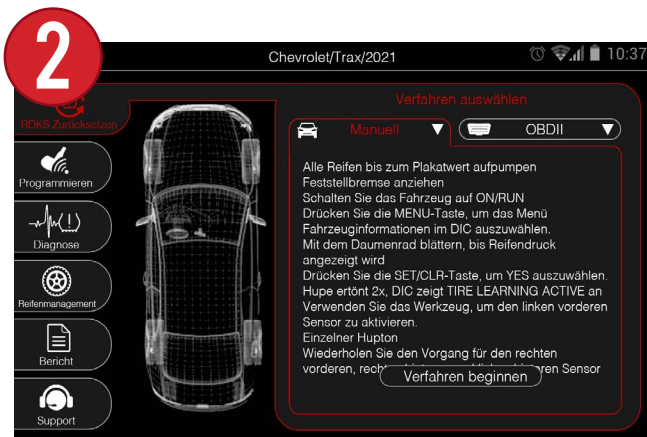 2
Chevrolet/Trax/2021
10:37
RDKS Zurücksetzen
Programmieren
Diagnose
Reifenmanagement
Bericht
Support
Verfahren auswählen
Manuell
OBDII
Alle Reifen bis zum Plakatwert aufpumpen
Feststellbremse anziehen
Schalten Sie das Fahrzeug auf ON/RUN
Drücken Sie die MENU-Taste, um das Menü
Fahrzeuginformationen im DIC auszuwählen.
Mit dem Daumenrad blättern, bis Reifendruck
angezeigt wird
Drücken Sie die SET/CLR-Taste, um YES auszuwählen.
Hupe ertönt 2x, DIC zeigt TIRE LEARNING ACTIVE an
Verwenden Sie das Werkzeug, um den linken vorderen
Sensor zu aktivieren.
Einzelner Hupton
Wiederholen Sie den Vorgang für den rechten
vorderen, Sensor
Verfahren beginnen